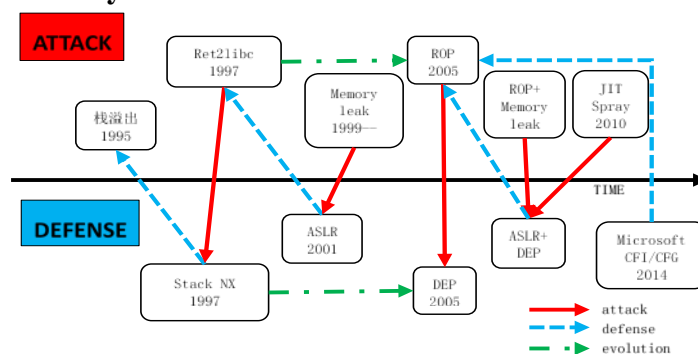 ATTACK
Ret2libc
1997
ROP
2005
Memory
leak
1999——
ROP+
Memory
leak
JIT
Spray
2010
栈溢出
1995
TIME
DEFENSE
ASLR
2001
ASLR+
DEP
Microsoft
CFI/CFG
2014
Stack NX
1997
DEP
2005
attack
defense
evolution